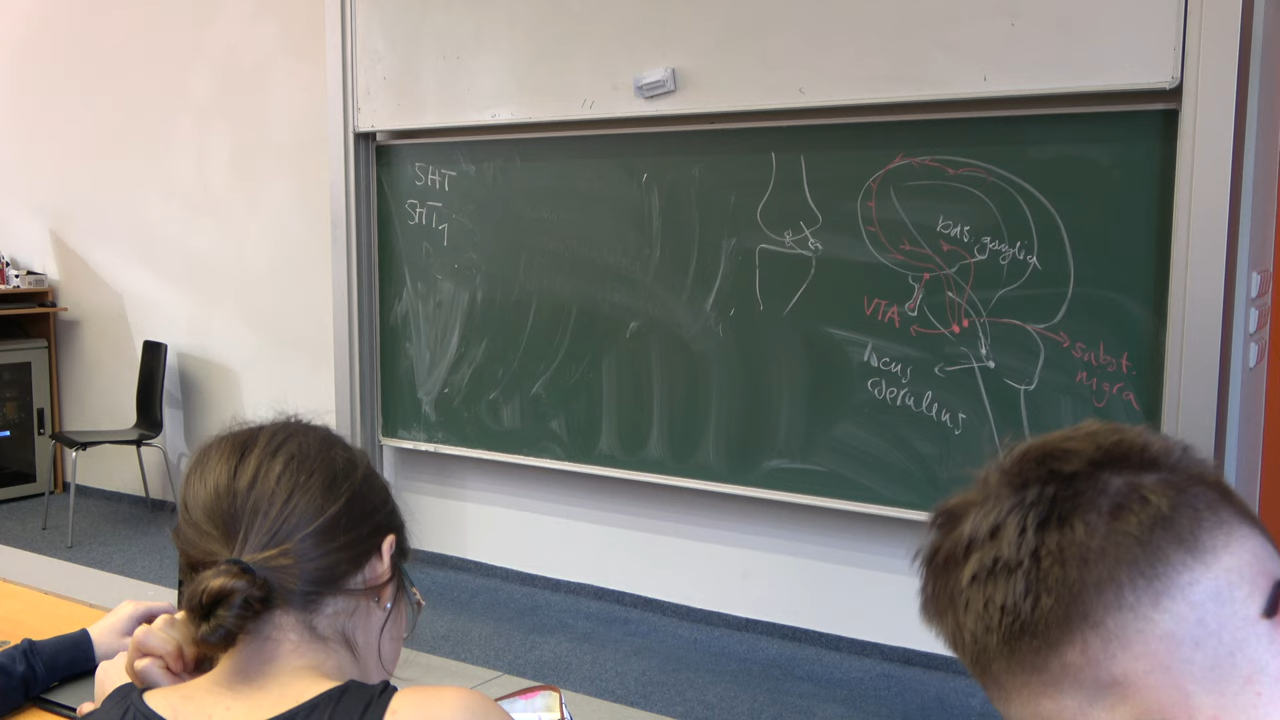 5HT
5HT1
bas. ganglia
VTA
subst.
nigra
locus
coeruleus